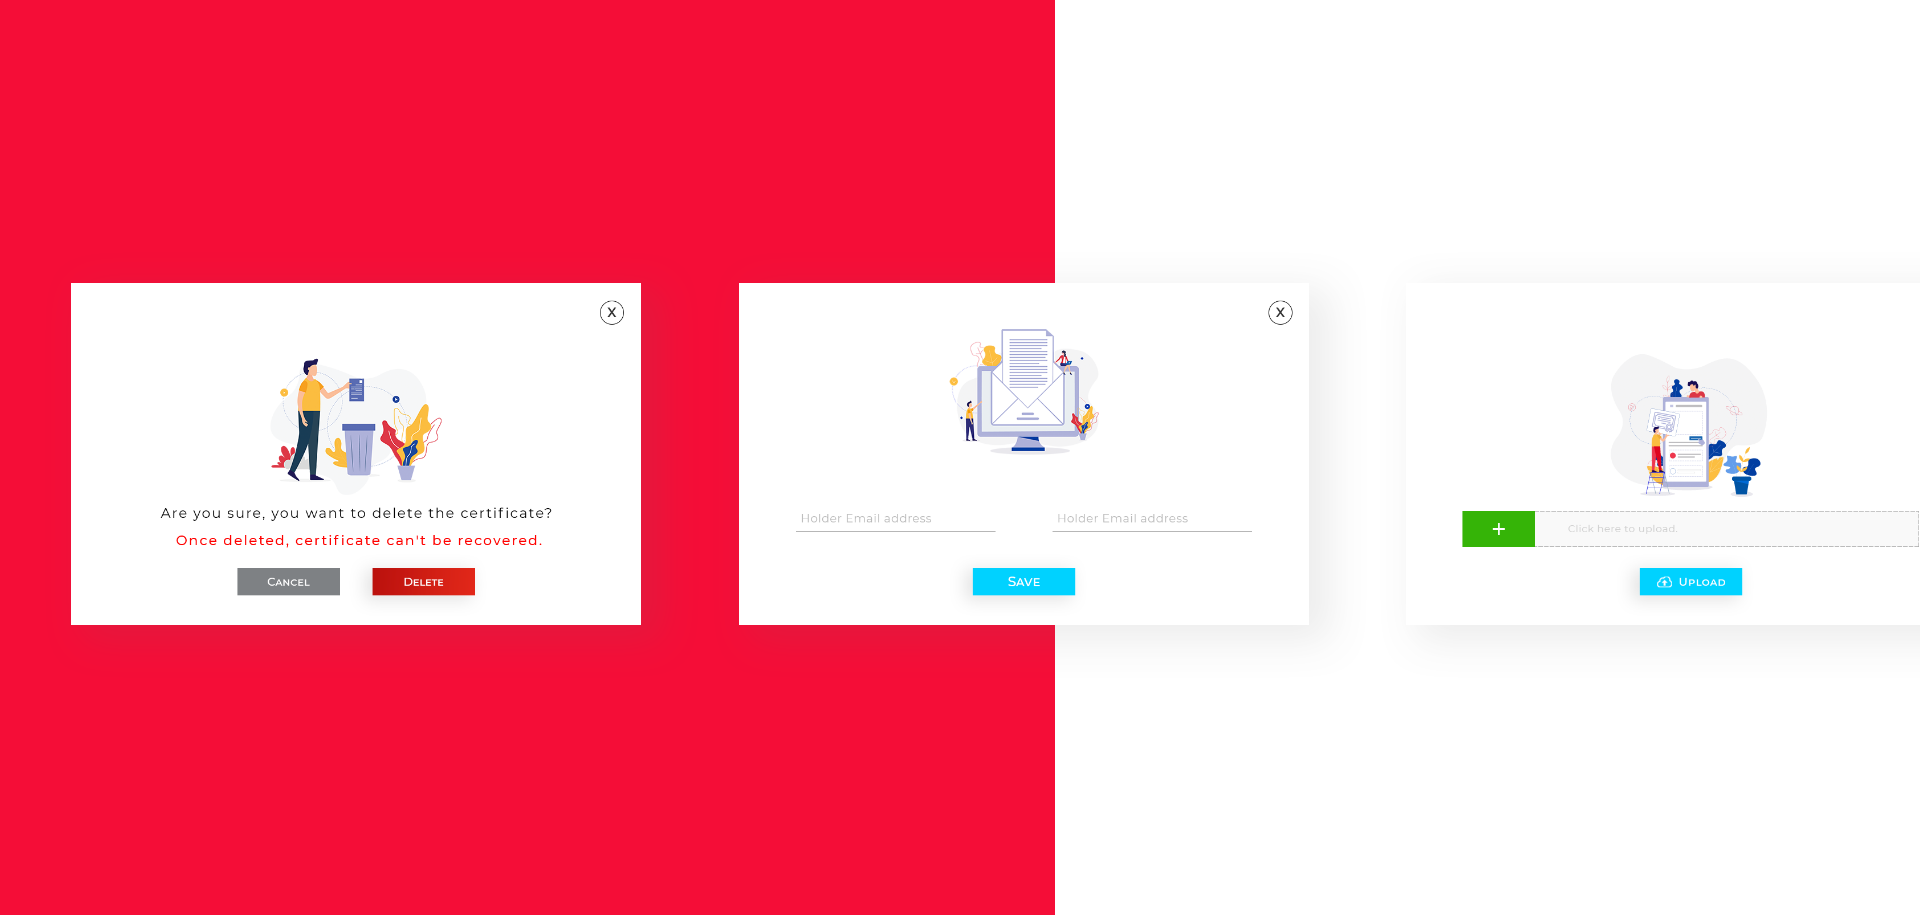 X
Are you sure, you want to delete the certificate?
Once deleted, certificate can't be recovered.
Cancel
Delete
X
Holder Email address
Holder Email address
Save
+
Click here to upload.
Upload